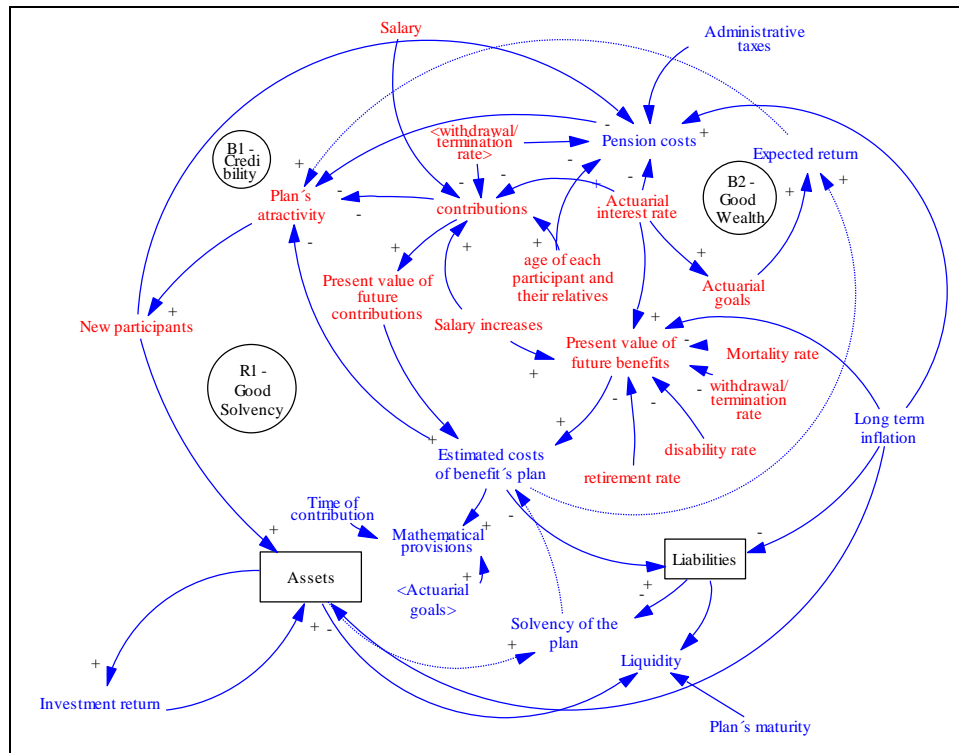 Salary
Administrative
taxes
<withdrawal/
termination
rate>
Pension costs
Expected return
B1 -
Credi
bility
B2 -
Good
Wealth
Plan´s
atractivity
contributions
Actuarial
interest rate
age of each
participant and
their relatives
Actuarial
goals
Present value of
future
contributions
New participants
Salary increases
Present value of
future benefits
Mortality rate
withdrawal/
termination
rate
R1 -
Good
Solvency
Long term
inflation
disability rate
retirement rate
Estimated costs
of benefit´s plan
Time of
contribution
Mathematical
provisions
<Actuarial
goals>
Assets
Liabilities
Solvency of the
plan
Liquidity
Investment return
Plan´s maturity